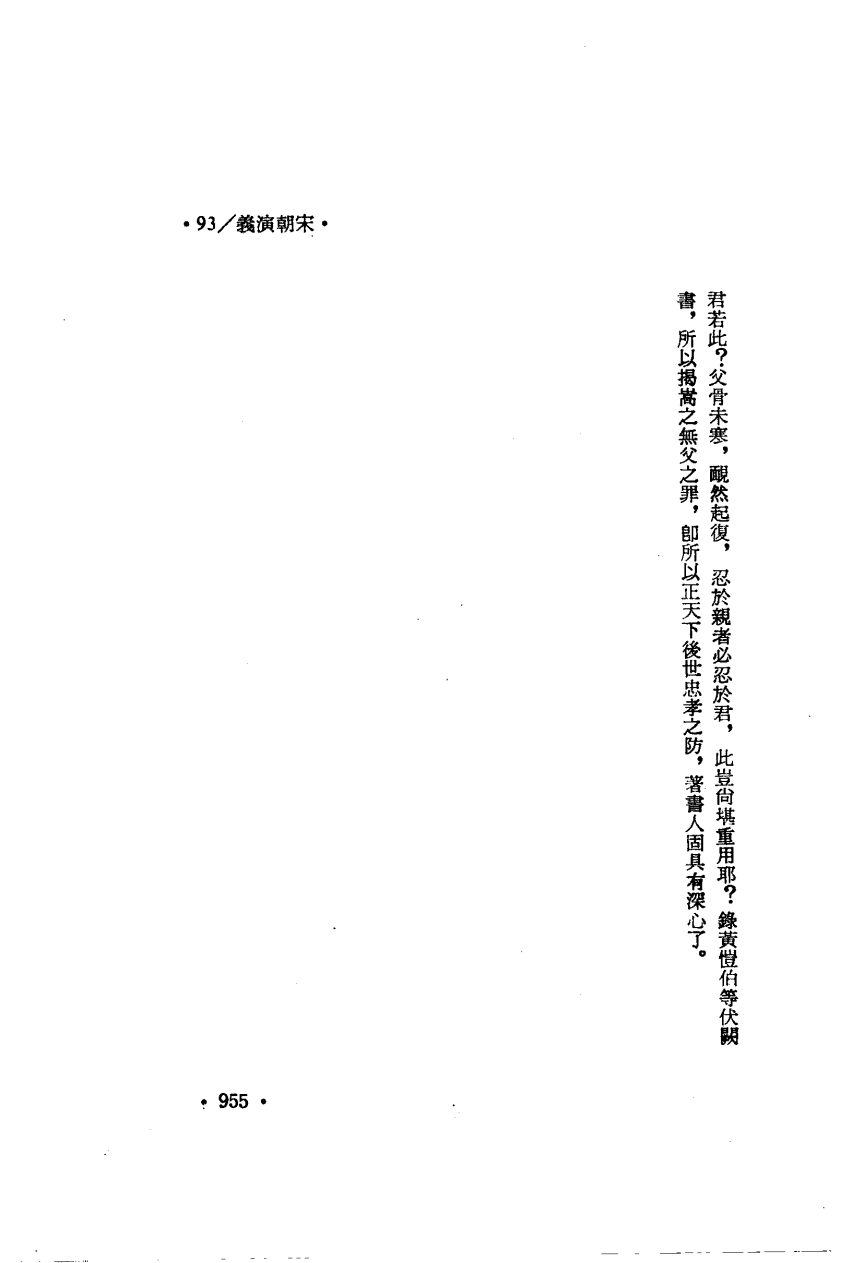 •93／義演朝宋•
君若此？父骨未寒，靦然起復，忍於親者必忍於君，此豈尙堪重用耶？錄黃愷伯等伏闕
書，所以揭嵩之無父之罪，卽所以正天下後世忠孝之防，著書人固具有深心了。
• 955 •